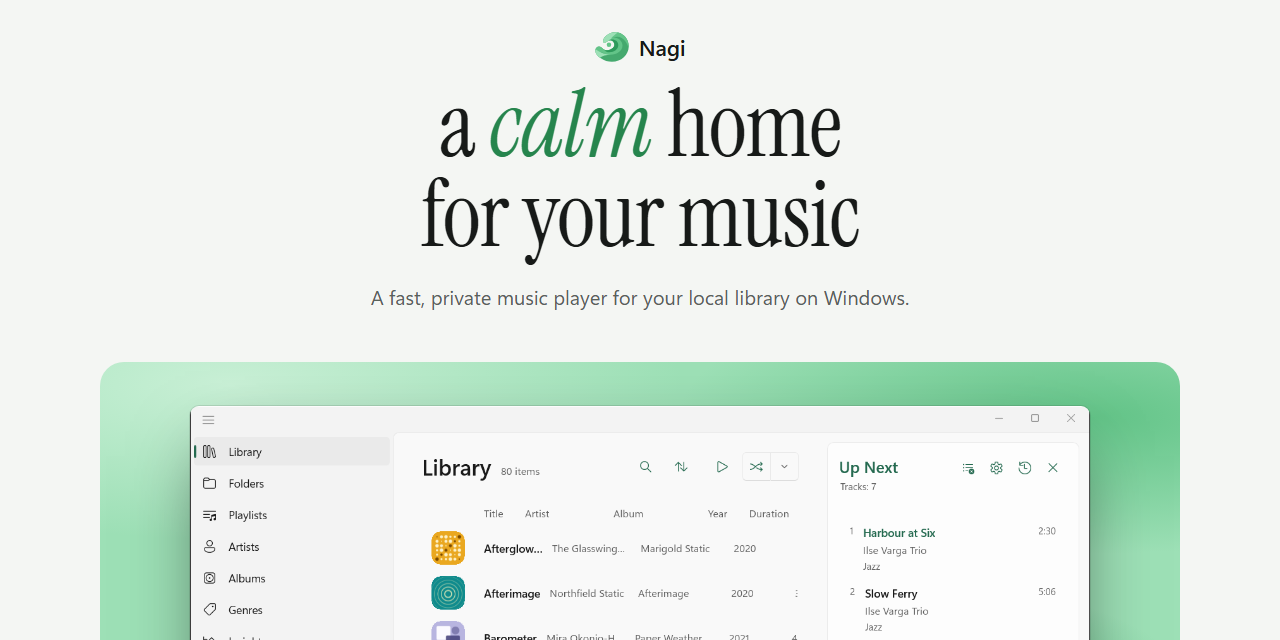 Nagi
a calm home
for your music
A fast, private music player for your local library on Windows.
Library
Folders
Playlists
Artists
Albums
Genres
Library 80 items
Title Artist Album Year Duration
Afterglow... The Glasswing... Marigold Static 2020
Afterimage Northfield Static Afterimage 2020
Barometer Paper Weather 2021
Up Next
Tracks: 7
1 Harbour at Six 2:30
Ilse Varga Trio
Jazz
2 Slow Ferry 5:06
Ilse Varga Trio
Jazz